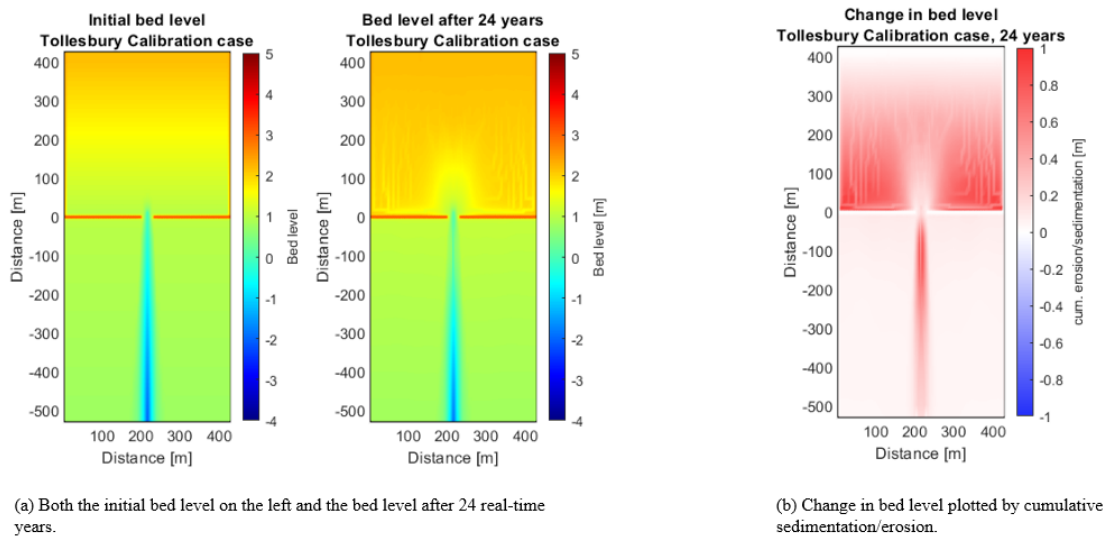 Initial bed level
Tollesbury Calibration case
400
300
200
100
0
-100
-200
-300
-400
-500
Distance [m]
100 200 300 400
Distance [m]
5
4
3
2
1
0
-1
-2
-3
-4
Bed level
Bed level after 24 years
Tollesbury Calibration case
400
300
200
100
0
-100
-200
-300
-400
-500
Distance [m]
100 200 300 400
Distance [m]
5
4
3
2
1
0
-1
-2
-3
-4
Bed level [m]
Change in bed level
Tollesbury Calibration case, 24 years
400
300
200
100
0
-100
-200
-300
-400
-500
Distance [m]
100 200 300 400
Distance [m]
1
0.8
0.6
0.4
0.2
0
-0.2
-0.4
-0.6
-0.8
-1
cum. erosion/sedimentation [m]
(a) Both the initial bed level on the left and the bed level after 24 real-time
years.
(b) Change in bed level plotted by cumulative
sedimentation/erosion.